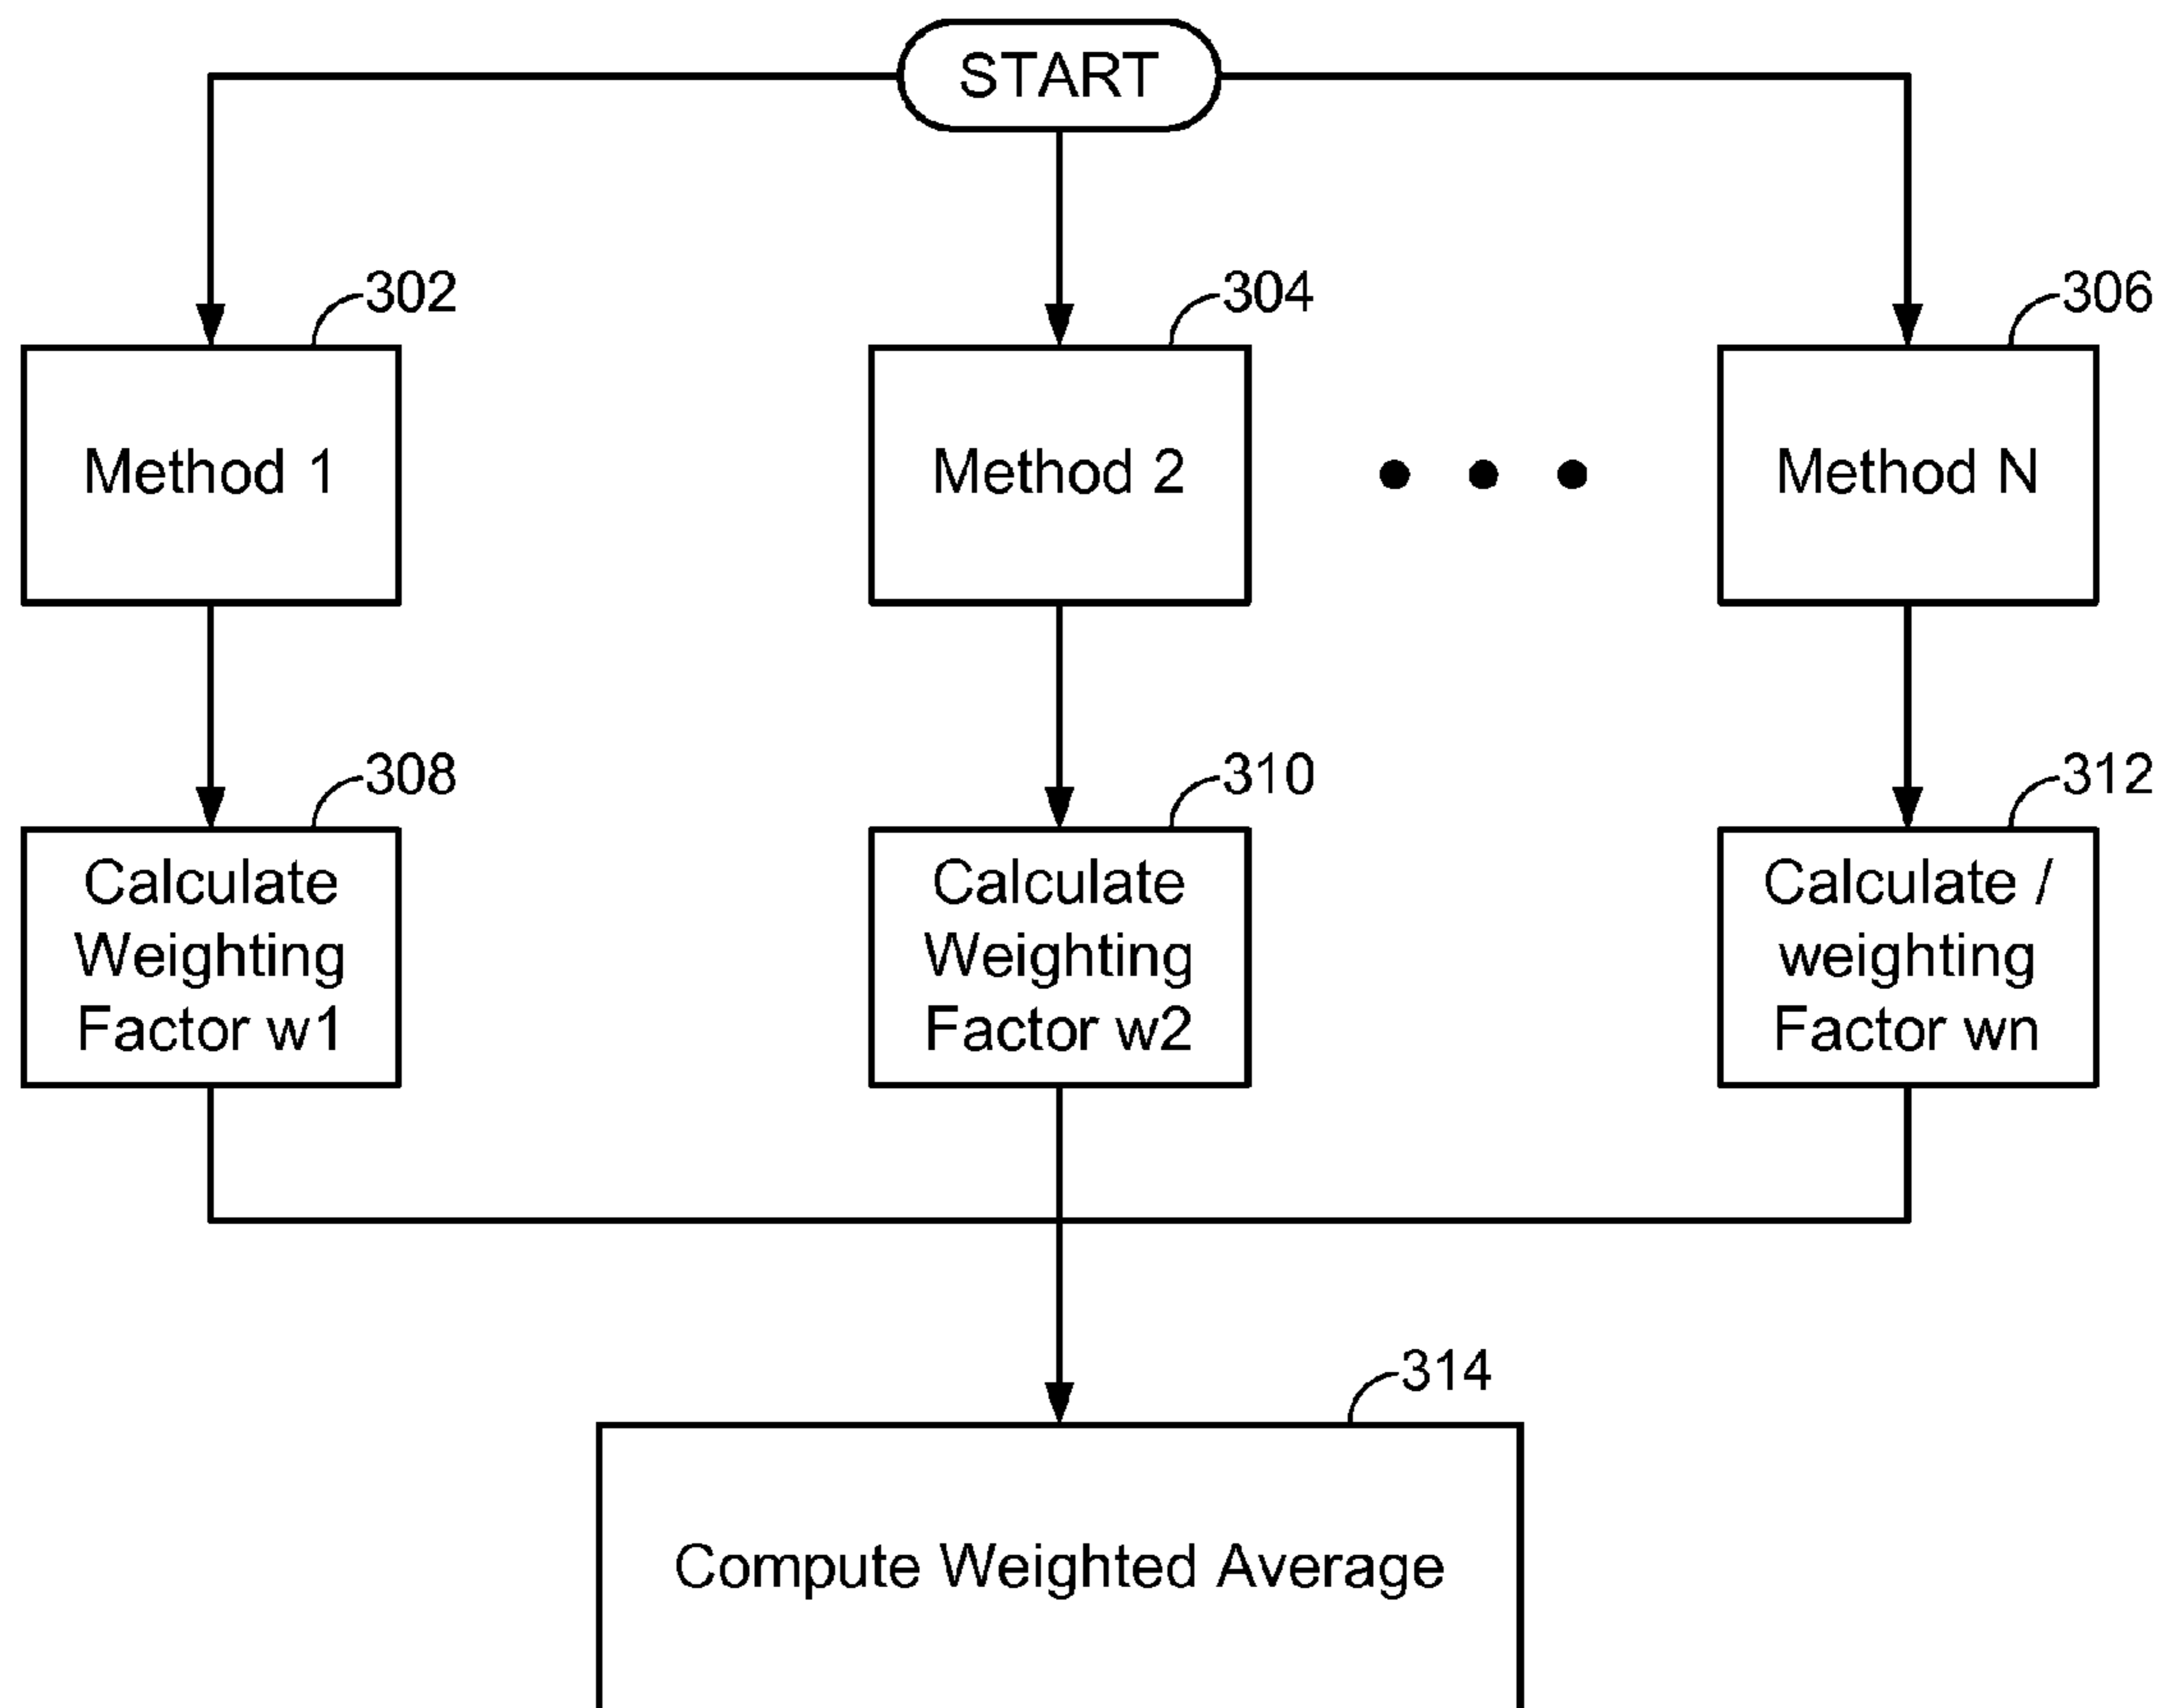 START
302
304
306
Method 1
Method 2
Method N
308
310
312
Calculate
Weighting
Factor w1
Calculate
Weighting
Factor w2
Calculate /
weighting
Factor wn
314
Compute Weighted Average